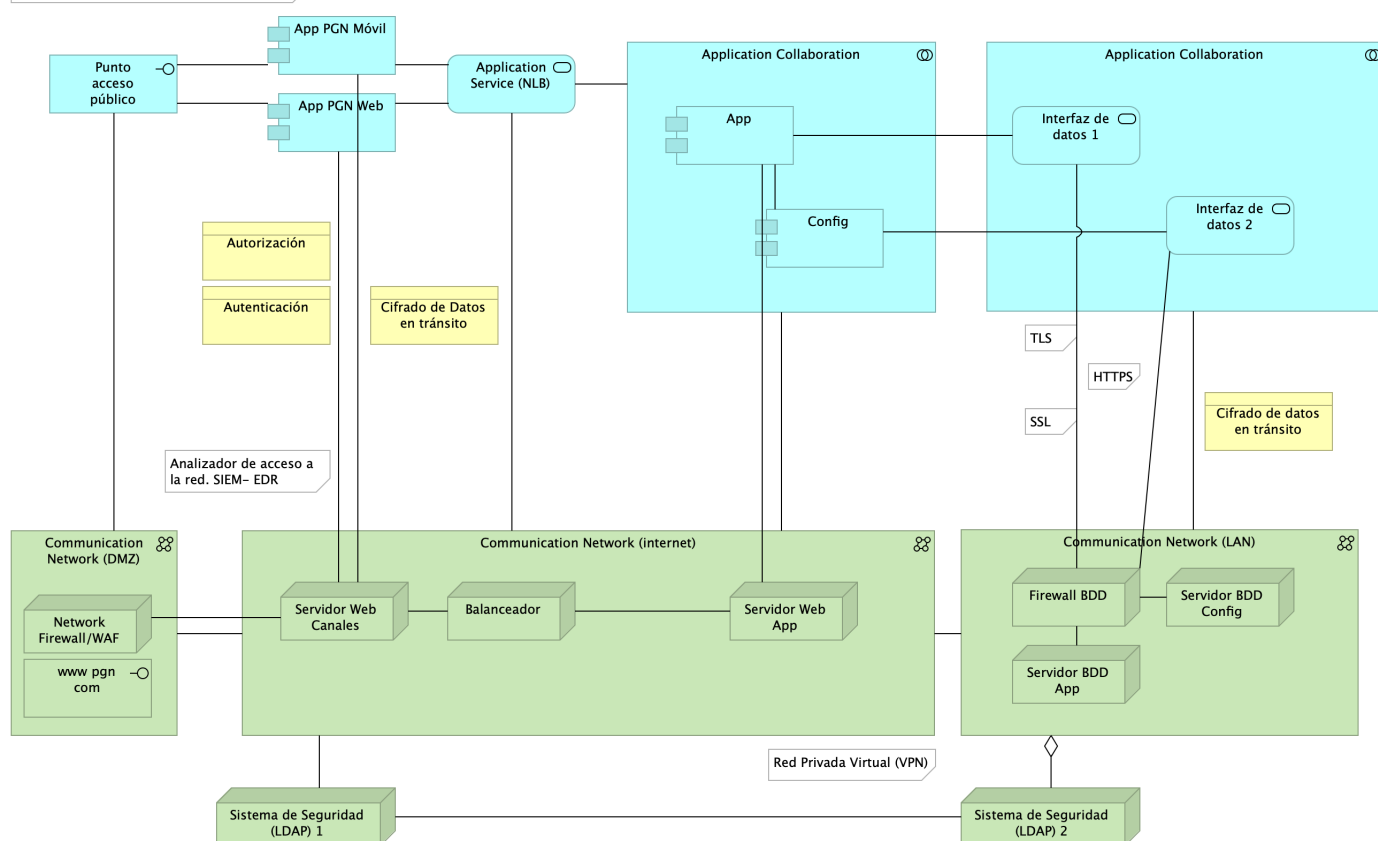 App PGN Móvil
Punto
acceso
público
Application
Service (NLB)
App PGN Web
Application Collaboration
Application Collaboration
App
Interfaz de
datos 1
Config
Interfaz de
datos 2
Autorización
Autenticación
Cifrado de Datos
en tránsito
TLS
HTTPS
SSL
Cifrado de datos
en tránsito
Analizador de acceso a
la red. SIEM- EDR
Communication
Network (DMZ)
Communication Network (internet)
Communication Network (LAN)
Network
Firewall/WAF
www pgn
com
Servidor Web
Canales
Balanceador
Servidor Web
App
Firewall BDD
Servidor BDD
Config
Servidor BDD
App
Red Privada Virtual (VPN)
Sistema de Seguridad
(LDAP) 1
Sistema de Seguridad
(LDAP) 2